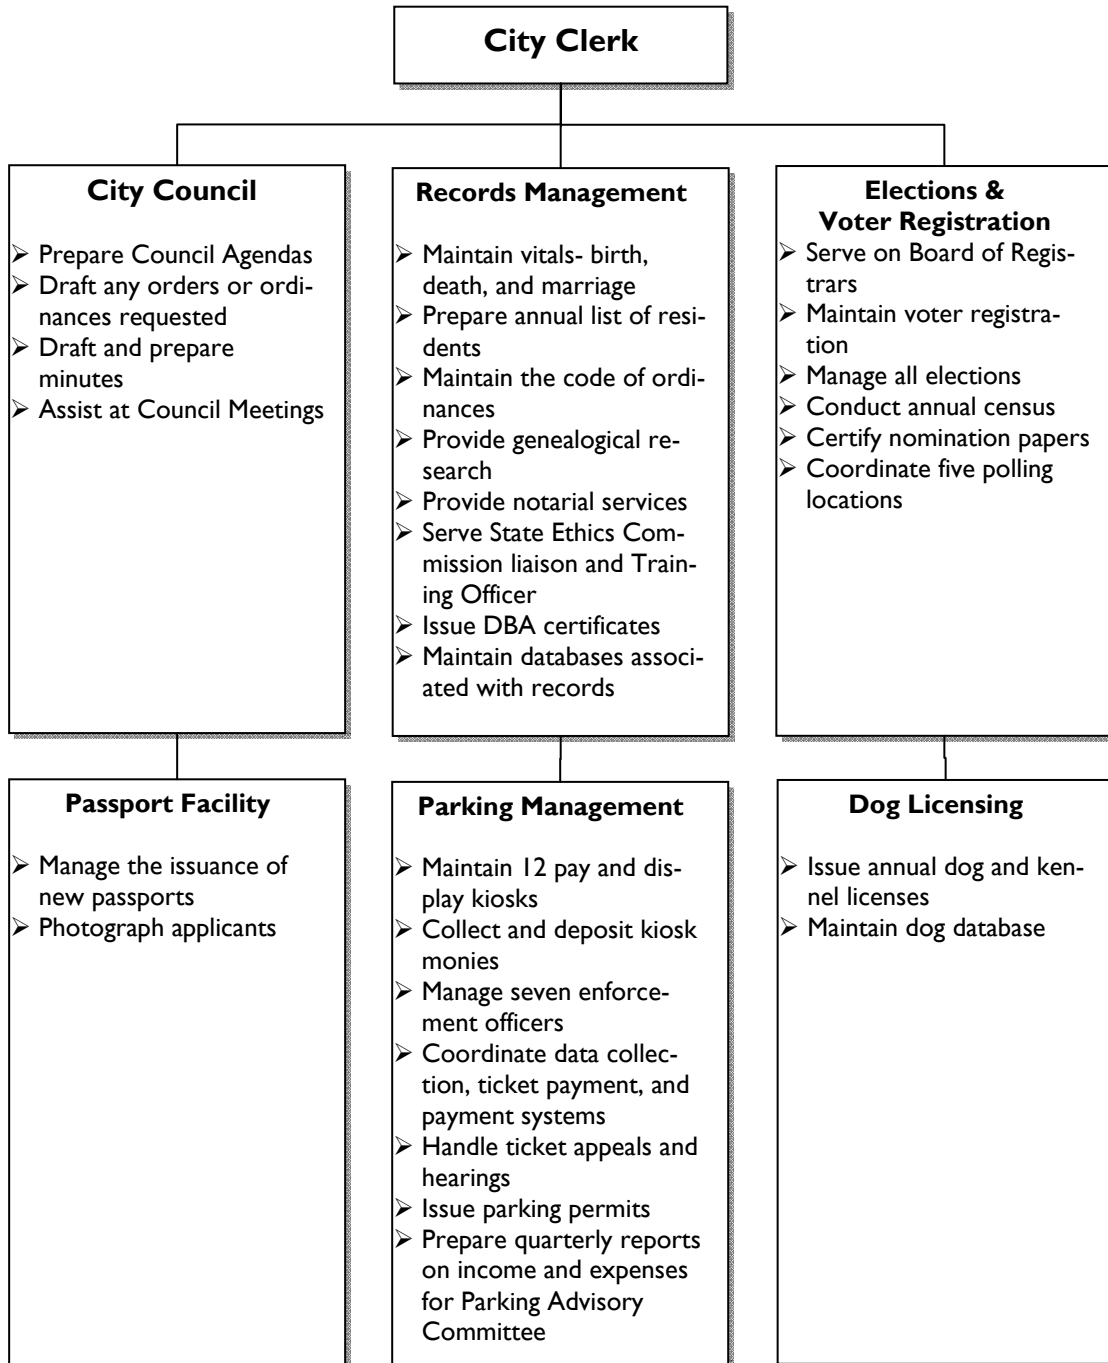 City Clerk
City Council
➢ Prepare Council Agendas
➢ Draft any orders or ordi-
nances requested
➢ Draft and prepare
minutes
➢ Assist at Council Meetings
Records Management
➢ Maintain vitals- birth,
death, and marriage
➢ Prepare annual list of resi-
dents
➢ Maintain the code of ordi-
nances
➢ Provide genealogical re-
search
➢ Provide notarial services
➢ Serve State Ethics Com-
mission liaison and Train-
ing Officer
➢ Issue DBA certificates
➢ Maintain databases associ-
ated with records
Elections &
Voter Registration
➢ Serve on Board of Regis-
trars
➢ Maintain voter registra-
tion
➢ Manage all elections
➢ Conduct annual census
➢ Certify nomination papers
➢ Coordinate five polling
locations
Passport Facility
➢ Manage the issuance of
new passports
➢ Photograph applicants
Parking Management
➢ Maintain 12 pay and dis-
play kiosks
➢ Collect and deposit kiosk
monies
➢ Manage seven enforce-
ment officers
➢ Coordinate data collec-
tion, ticket payment, and
payment systems
➢ Handle ticket appeals and
hearings
➢ Issue parking permits
➢ Prepare quarterly reports
on income and expenses
for Parking Advisory
Committee
Dog Licensing
➢ Issue annual dog and ken-
nel licenses
➢ Maintain dog database